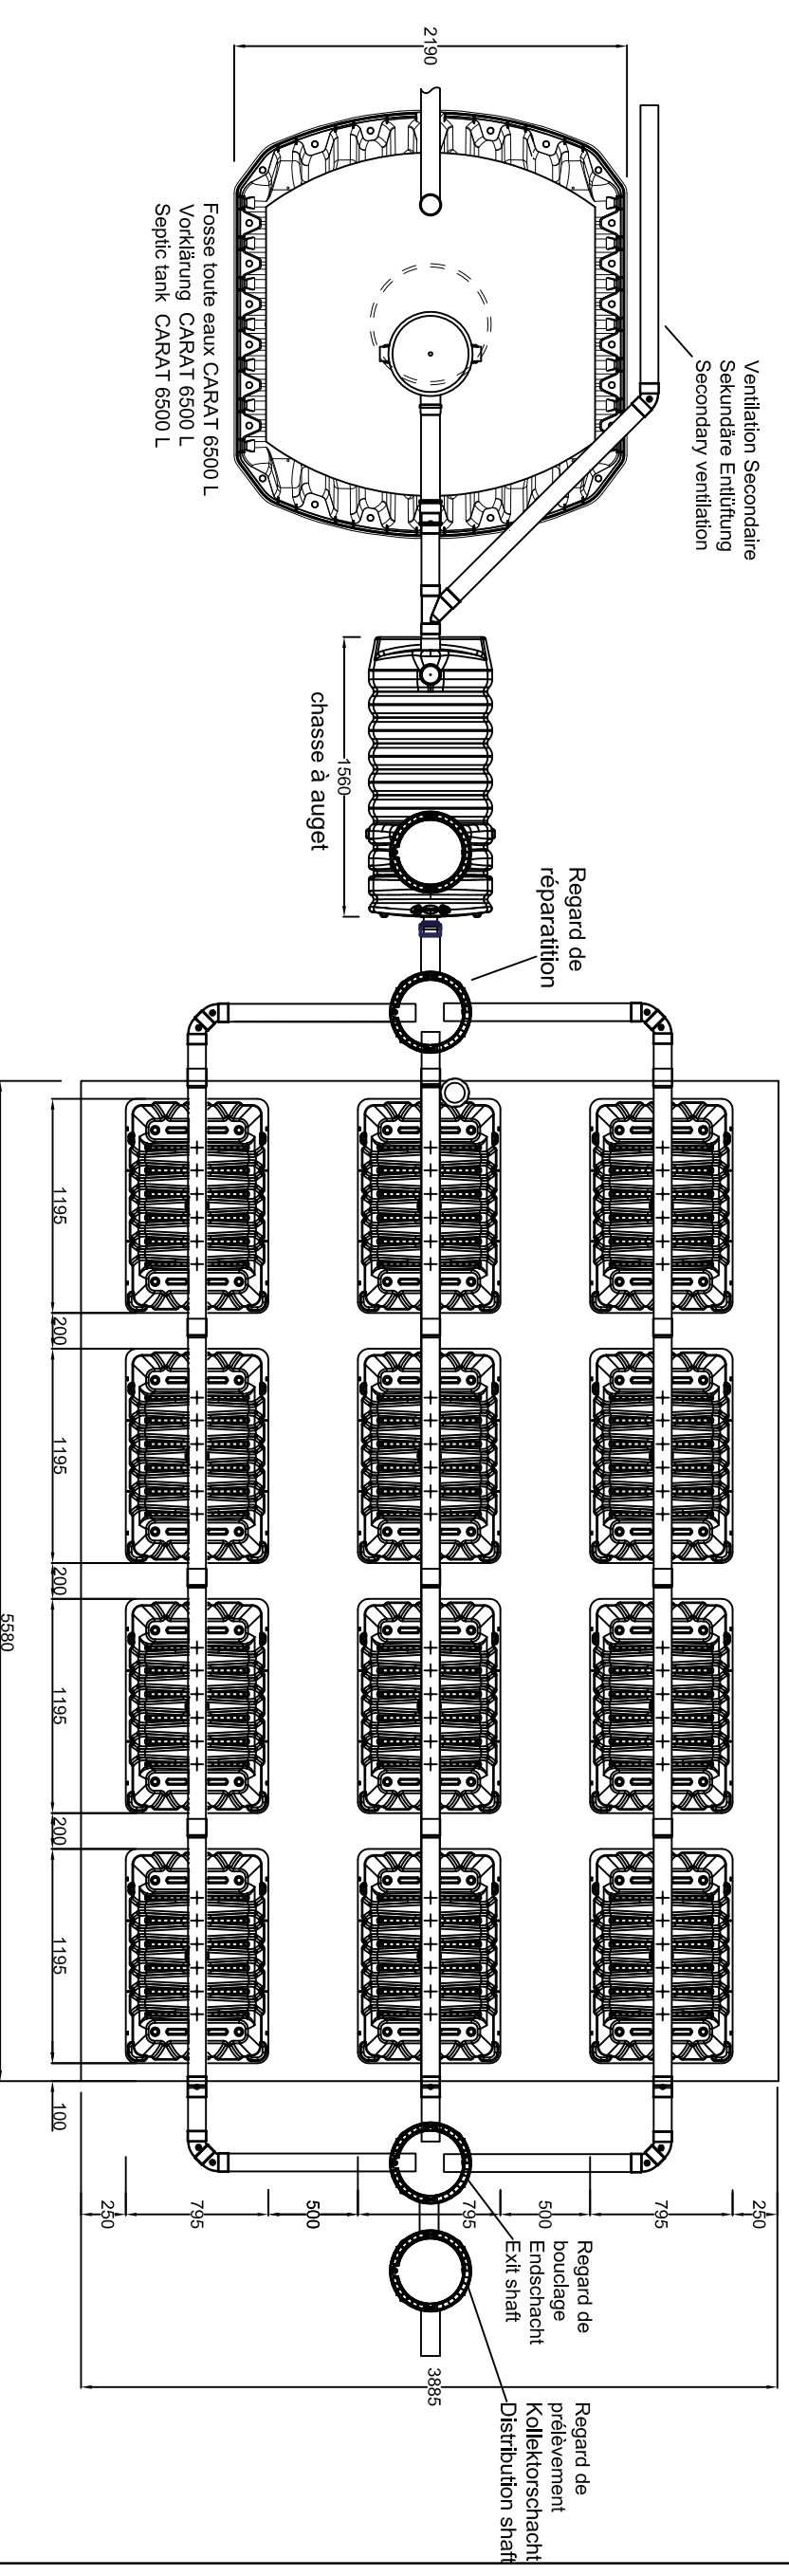 2190
Ventilation Secondaire
Sekundäre Entlüftung
Secondary ventilation
Fosse toute eaux CARAT 6500 L
Vorklärung CARAT 6500 L
Septic tank CARAT 6500 L
1560
chasse à auget
Regard de
réparatition
1195
200
1195
200
1195
200
1195
100
5580
250
795
500
795
500
795
250
3885
Regard de
bouclage
Endschacht
Exit shaft
Regard de
prélèvement
Kollektorschacht
Distribution shaft